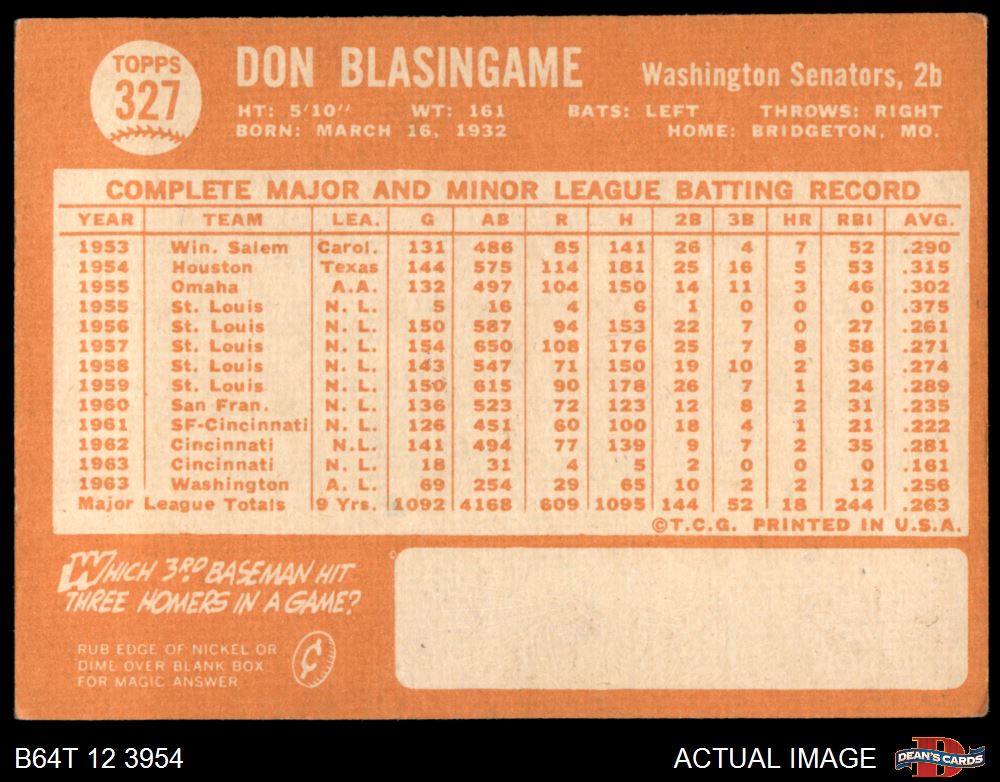 TOPPS
327
DON BLASINGAME
Washington Senators, 2b
HT: 5'10" WT: 161 BATS: LEFT THROWS: RIGHT
BORN: MARCH 16, 1932 HOME: BRIDGETON, MO.
COMPLETE MAJOR AND MINOR LEAGUE BATTING RECORD
YEAR TEAM LEA. G AB R H 2B 3B HR RBI AVG.
1953 Win. Salem Carol. 131 486 85 141 26 4 7 52 .290
1954 Houston Texas 144 575 114 181 25 16 5 53 .315
1955 Omaha A.A. 132 497 104 150 14 11 3 46 .302
1955 St. Louis N. L. 5 16 4 6 1 0 0 0 .375
1956 St. Louis N. L. 150 587 94 153 22 7 0 27 .261
1957 St. Louis N. L. 154 650 108 176 25 7 8 58 .271
1958 St. Louis N. L. 143 547 71 150 19 10 2 36 .274
1959 St. Louis N. L. 150 615 90 178 26 7 1 24 .289
1960 San Fran. N. L. 136 523 72 123 12 8 2 31 .235
1961 SF-Cincinnati N. L. 126 451 60 100 18 4 1 21 .222
1962 Cincinnati N.L. 141 494 77 139 9 7 2 35 .281
1963 Cincinnati N. L. 18 31 4 5 2 0 0 0 .161
1963 Washington A. L. 69 254 29 65 10 2 2 12 .256
Major League Totals 9 Yrs. 1092 4168 609 1095 144 52 18 244 .263
©T.C.G. PRINTED IN U.S.A.
WHICH 3RD BASEMAN HIT
THREE HOMERS IN A GAME?
RUB EDGE OF NICKEL OR
DIME OVER BLANK BOX
FOR MAGIC ANSWER
¢
B64T 12 3954
ACTUAL IMAGE
D
DEAN'S CARDS